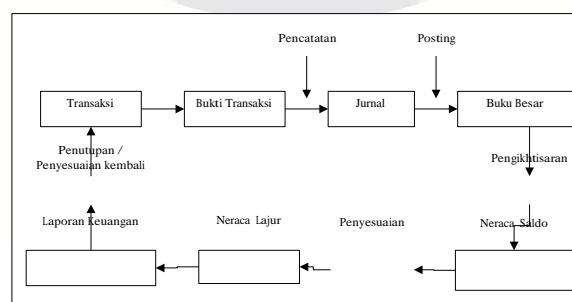 Pencatatan
Posting
Transaksi
Bukti Transaksi
Jurnal
Buku Besar
Penutupan /
Penyesuaian kembali
Pengikhtisaran
Laporan Keuangan
Neraca Lajur
Penyesuaian
Neraca Saldo